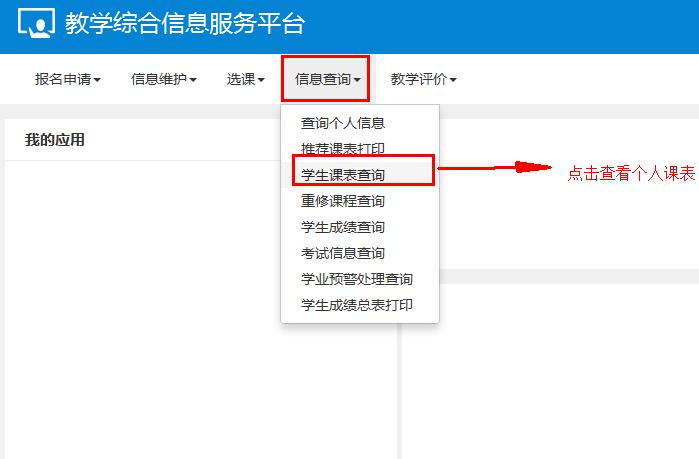 教学综合信息服务平台
报名申请 信息维护 选课 信息查询 教学评价
我的应用
查询个人信息
推荐课表打印
学生课表查询
点击查看个人课表
重修课程查询
学生成绩查询
考试信息查询
学业预警处理查询
学生成绩总表打印